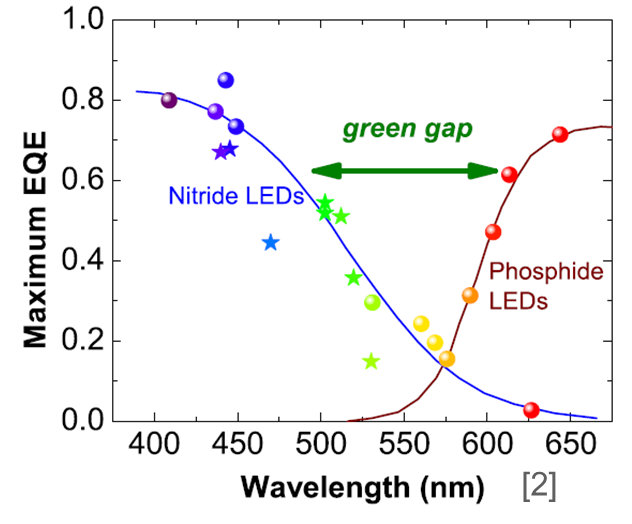 1.0
0.8
0.6
0.4
0.2
0.0
Maximum EQE
green gap
Nitride LEDs
Phosphide
LEDs
400 450 500 550 600 650
Wavelength (nm) [2]